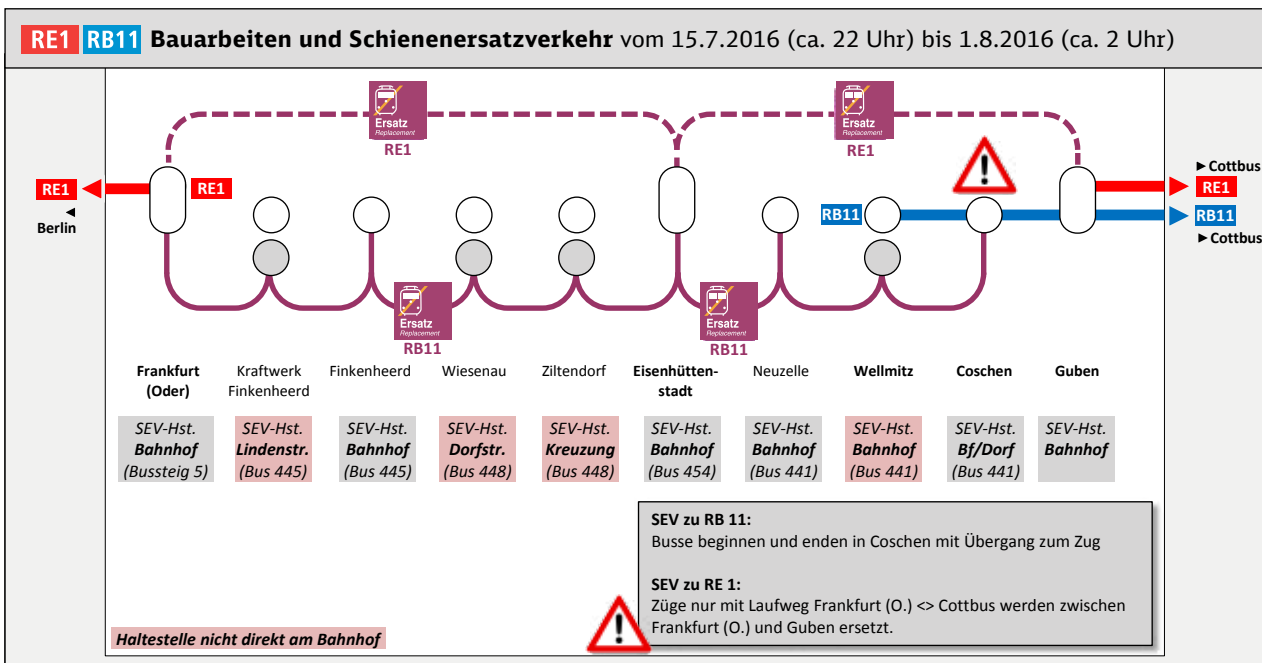 RE1 RB11 Bauarbeiten und Schienenersatzverkehr vom 15.7.2016 (ca. 22 Uhr) bis 1.8.2016 (ca. 2 Uhr)
Ersatz
Replacement
RE1
Ersatz
Replacement
RE1
RE1
◄
Berlin
RE1
RB11
►Cottbus
RE1
RB11
►Cottbus
Ersatz
Replacement
RB11
Ersatz
Replacement
RB11
Frankfurt
(Oder)
Kraftwerk
Finkenheerd
Finkenheerd
Wiesenau
Ziltendorf
Eisenhütten-
stadt
Neuzelle
Wellmitz
Coschen
Guben
SEV-Hst.
Bahnhof
(Bussteig 5)
SEV-Hst.
Lindenstr.
(Bus 445)
SEV-Hst.
Bahnhof
(Bus 445)
SEV-Hst.
Dorfstr.
(Bus 448)
SEV-Hst.
Kreuzung
(Bus 448)
SEV-Hst.
Bahnhof
(Bus 454)
SEV-Hst.
Bahnhof
(Bus 441)
SEV-Hst.
Bahnhof
(Bus 441)
SEV-Hst.
Bf/Dorf
(Bus 441)
SEV-Hst.
Bahnhof
SEV zu RB 11:
Busse beginnen und enden in Coschen mit Übergang zum Zug
SEV zu RE 1:
Züge nur mit Laufweg Frankfurt (O.) <> Cottbus werden zwischen
Frankfurt (O.) und Guben ersetzt.
Haltestelle nicht direkt am Bahnhof